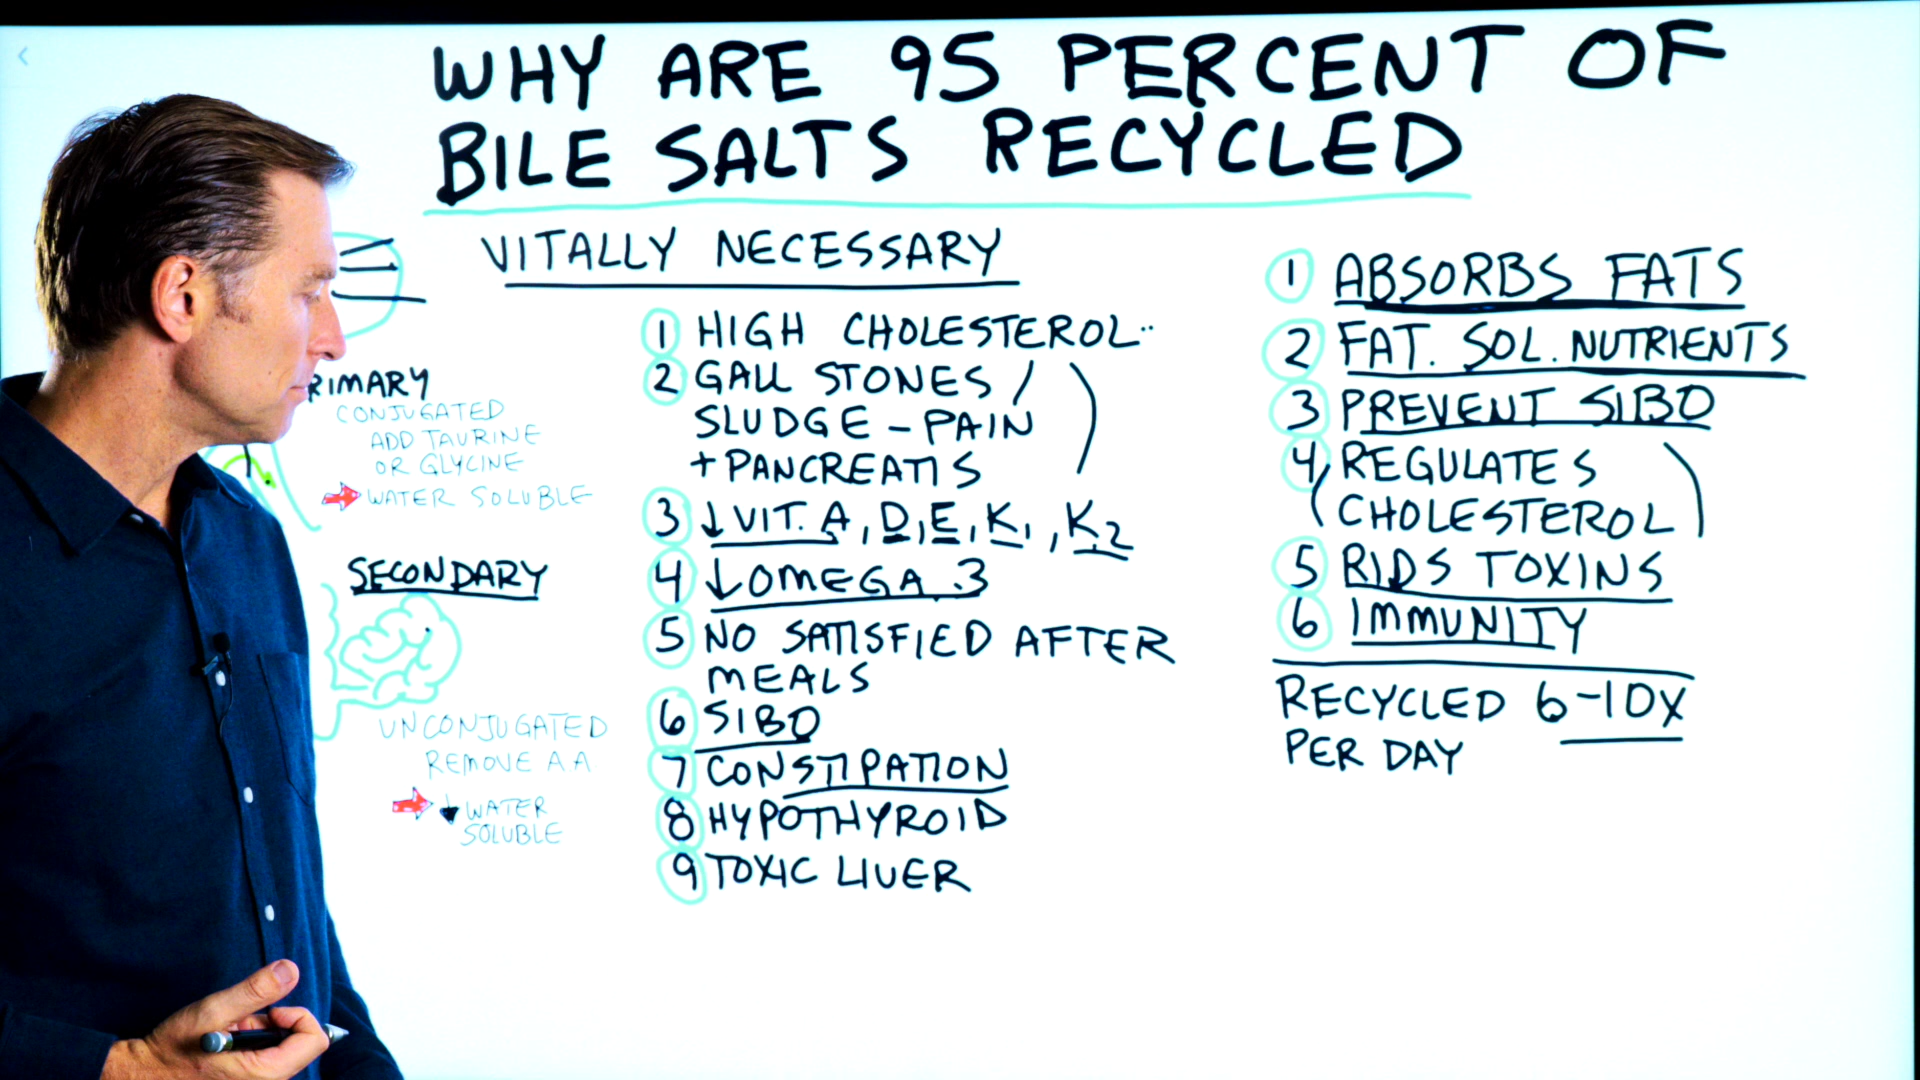 WHY ARE 95 PERCENT OF
BILE SALTS RECYCLED
VITALLY NECESSARY
RIMARY
CONJUGATED
ADD TAURINE
OR GLYCINE
WATER SOLUBLE
SECONDARY
UNCONJUGATED
REMOVE A.A
↓ WATER
SOLUBLE
1 HIGH CHOLESTEROL..
2 GALL STONES /
SLUDGE - PAIN
+ PANCREATIS
3 ↓ VIT. A, D, E, K1, K2
4 ↓ OMEGA.3
5 NO SATISFIED AFTER
MEALS
6 SIBO
7 CONSTIPATION
8 HYPOTHYROID
9 TOXIC LIVER
1 ABSORBS FATS
2 FAT. SOL. NUTRIENTS
3 PREVENT SIBO
4 REGULATES
CHOLESTEROL
5 RIDS TOXINS
6 IMMUNITY
RECYCLED 6-10X
PER DAY